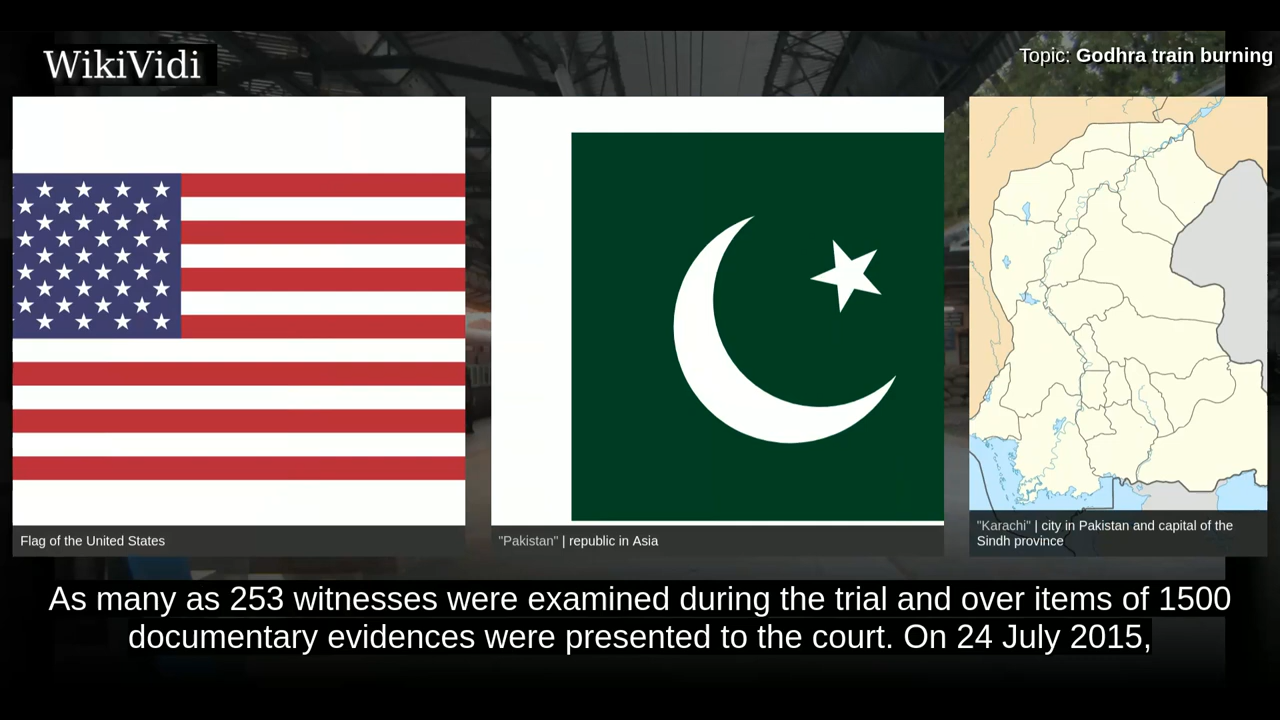 WikiVidi
Topic: Godhra train burning
Flag of the United States
"Pakistan" | republic in Asia
"Karachi" | city in Pakistan and capital of the
Sindh province
As many as 253 witnesses were examined during the trial and over items of 1500
documentary evidences were presented to the court. On 24 July 2015,